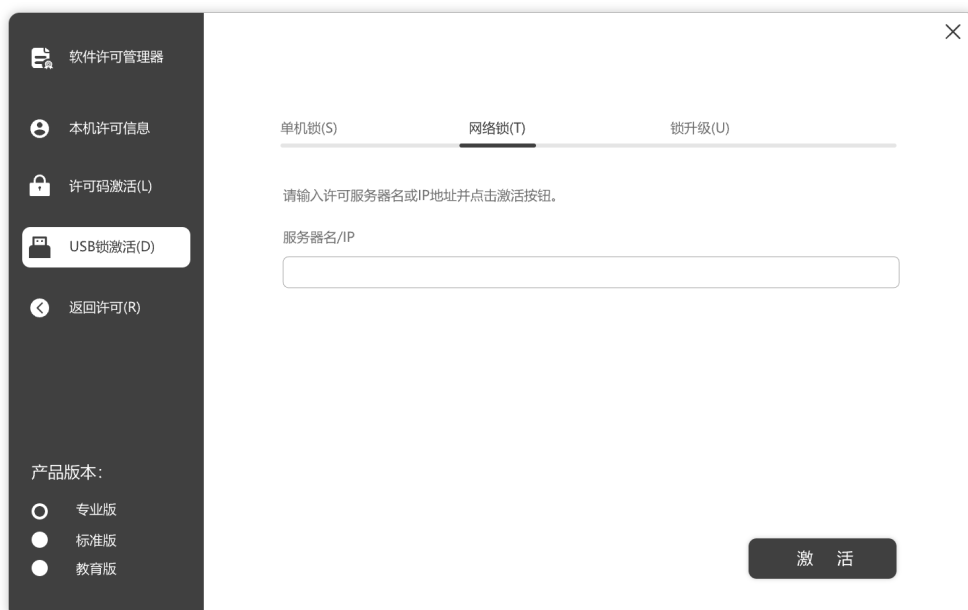 软件许可管理器
本机许可信息
许可码激活(L)
USB锁激活(D)
返回许可(R)
产品版本:
专业版
标准版
教育版
单机锁(S)
网络锁(T)
锁升级(U)
请输入许可服务器名或IP地址并点击激活按钮。
服务器名/IP
激 活